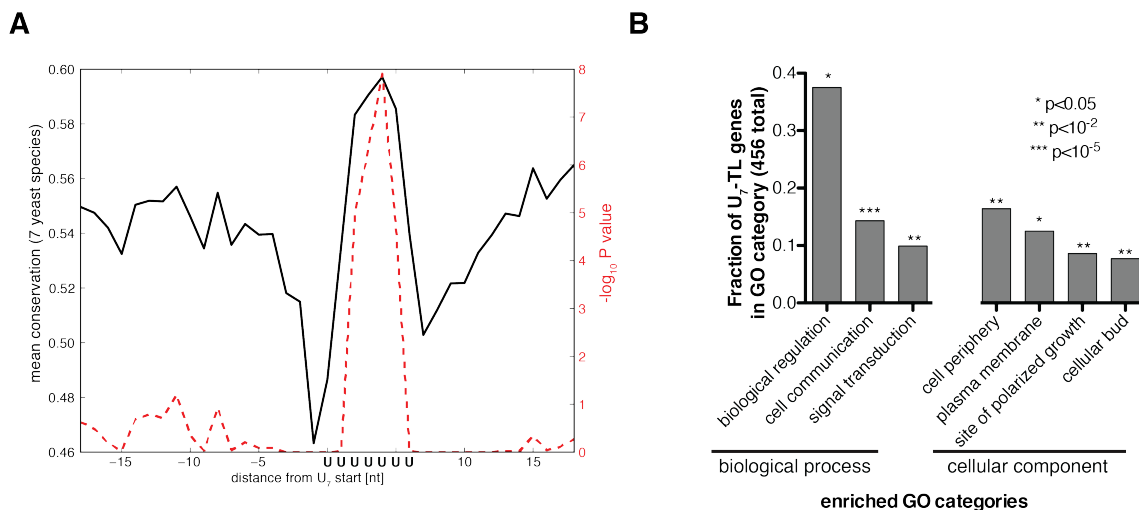 A
mean conservation (7 yeast species)
0.60
0.58
0.56
0.54
0.52
0.50
0.48
0.46
−15
−10
−5
U U U U U U U
10
15
distance from U7 start [nt]
8
7
6
5
4
3
2
1
0
-log10 P value
B
Fraction of U7-TL genes
in GO category (456 total)
0.4
0.3
0.2
0.1
0.0
*
***
**
**
*
**
**
* p<0.05
** p<10-2
*** p<10-5
biological regulation
cell communication
signal transduction
cell periphery
plasma membrane
site of polarized growth
cellular bud
biological process
cellular component
enriched GO categories